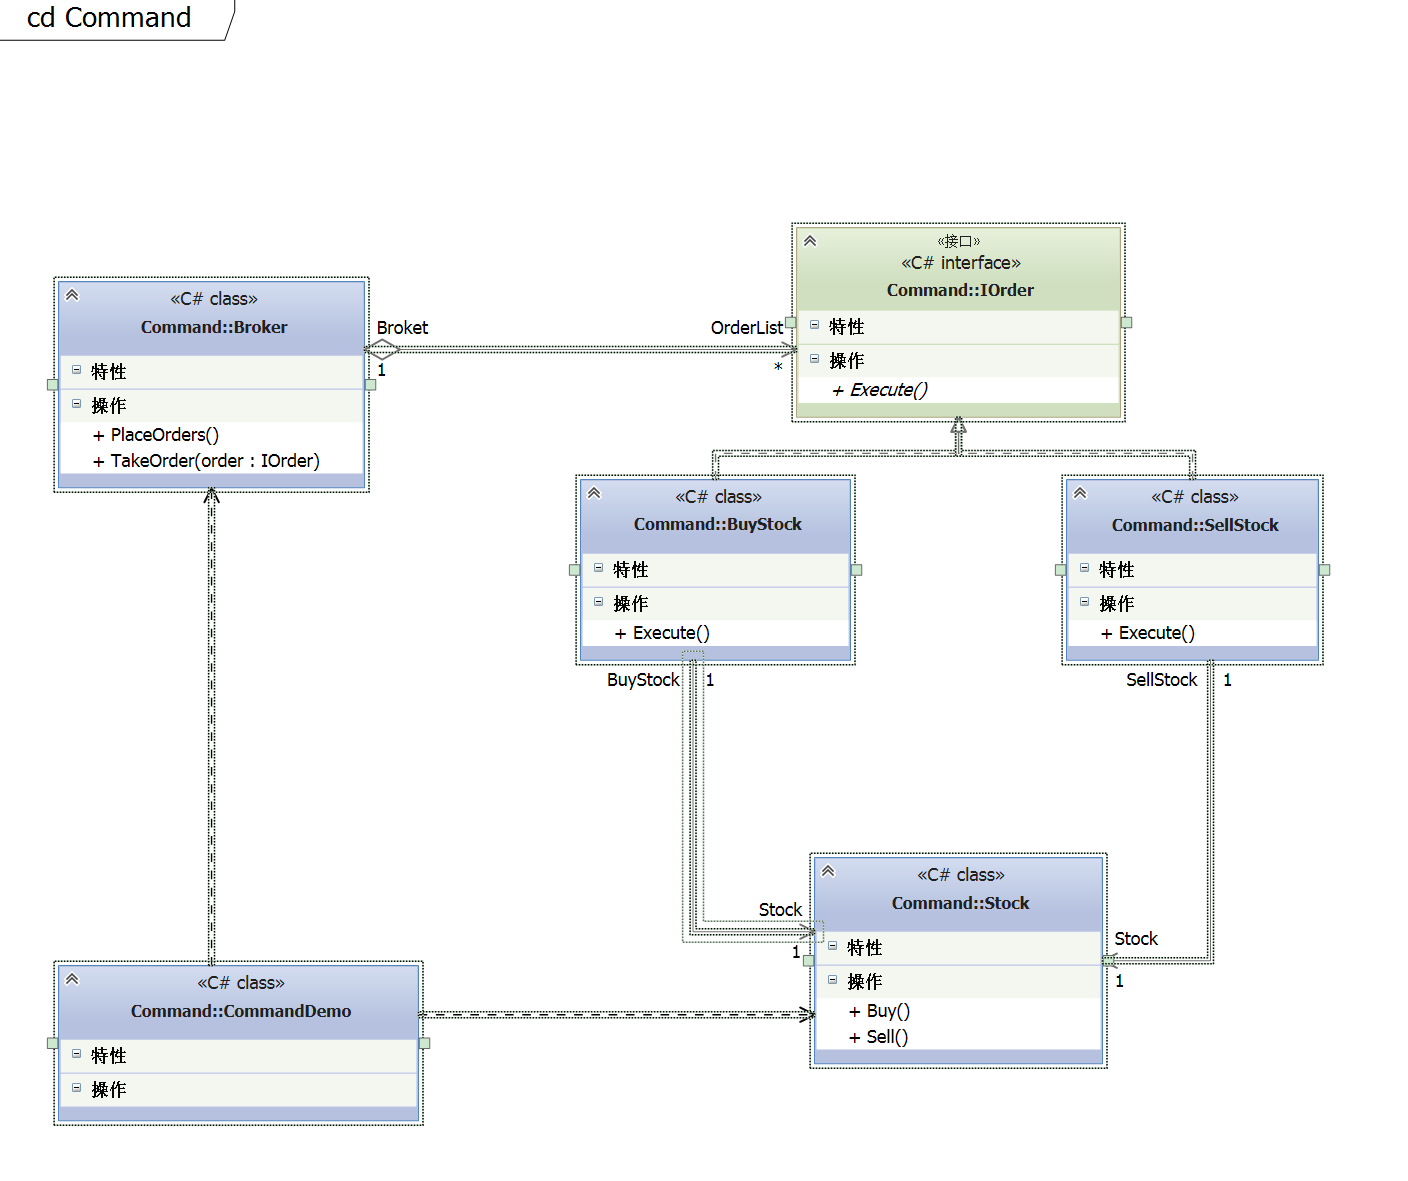 cd Command
«接口»
«C# interface»
Command::IOrder
特性
操作
+ Execute()
«C# class»
Command::Broker
特性
操作
+ PlaceOrders()
+ TakeOrder(order : IOrder)
Broket
1
OrderList
*
«C# class»
Command::BuyStock
特性
操作
+ Execute()
BuyStock
1
«C# class»
Command::SellStock
特性
操作
+ Execute()
SellStock
1
Stock
1
«C# class»
Command::Stock
特性
操作
+ Buy()
+ Sell()
Stock
1
«C# class»
Command::CommandDemo
特性
操作